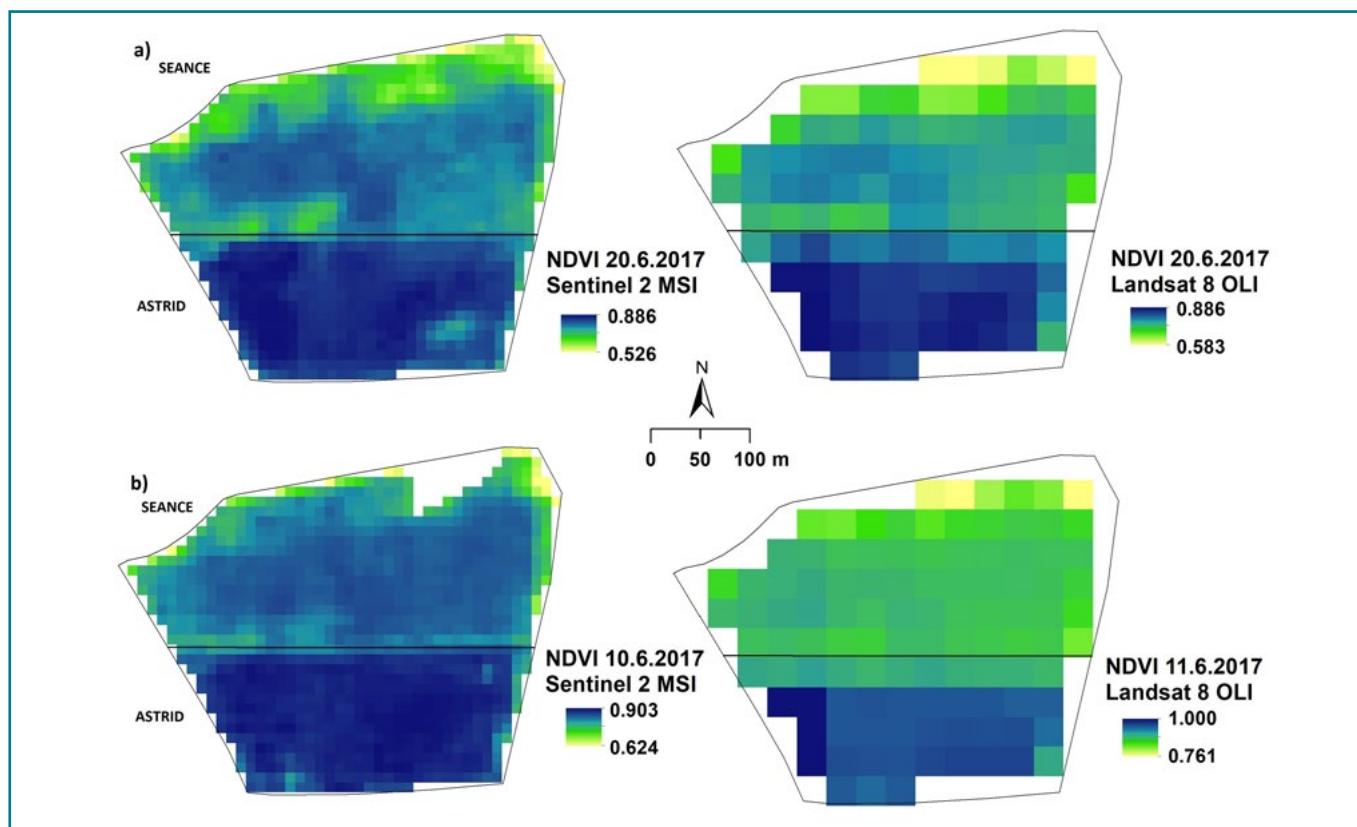 a)
SEANCE
ASTRID
NDVI 20.6.2017
Sentinel 2 MSI
0.886
0.526
NDVI 20.6.2017
Landsat 8 OLI
0.886
0.583
N
0 50 100 m
b)
SEANCE
ASTRID
NDVI 10.6.2017
Sentinel 2 MSI
0.903
0.624
NDVI 11.6.2017
Landsat 8 OLI
1.000
0.761